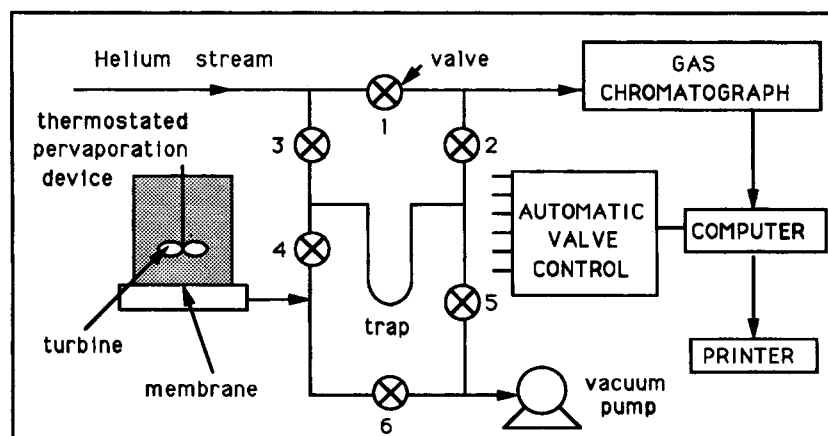 Helium stream
valve
GAS
CHROMATOGRAPH
thermostated
pervaporation
device
1
3
2
AUTOMATIC
VALVE
CONTROL
COMPUTER
4
5
trap
turbine
membrane
PRINTER
6
vacuum
pump